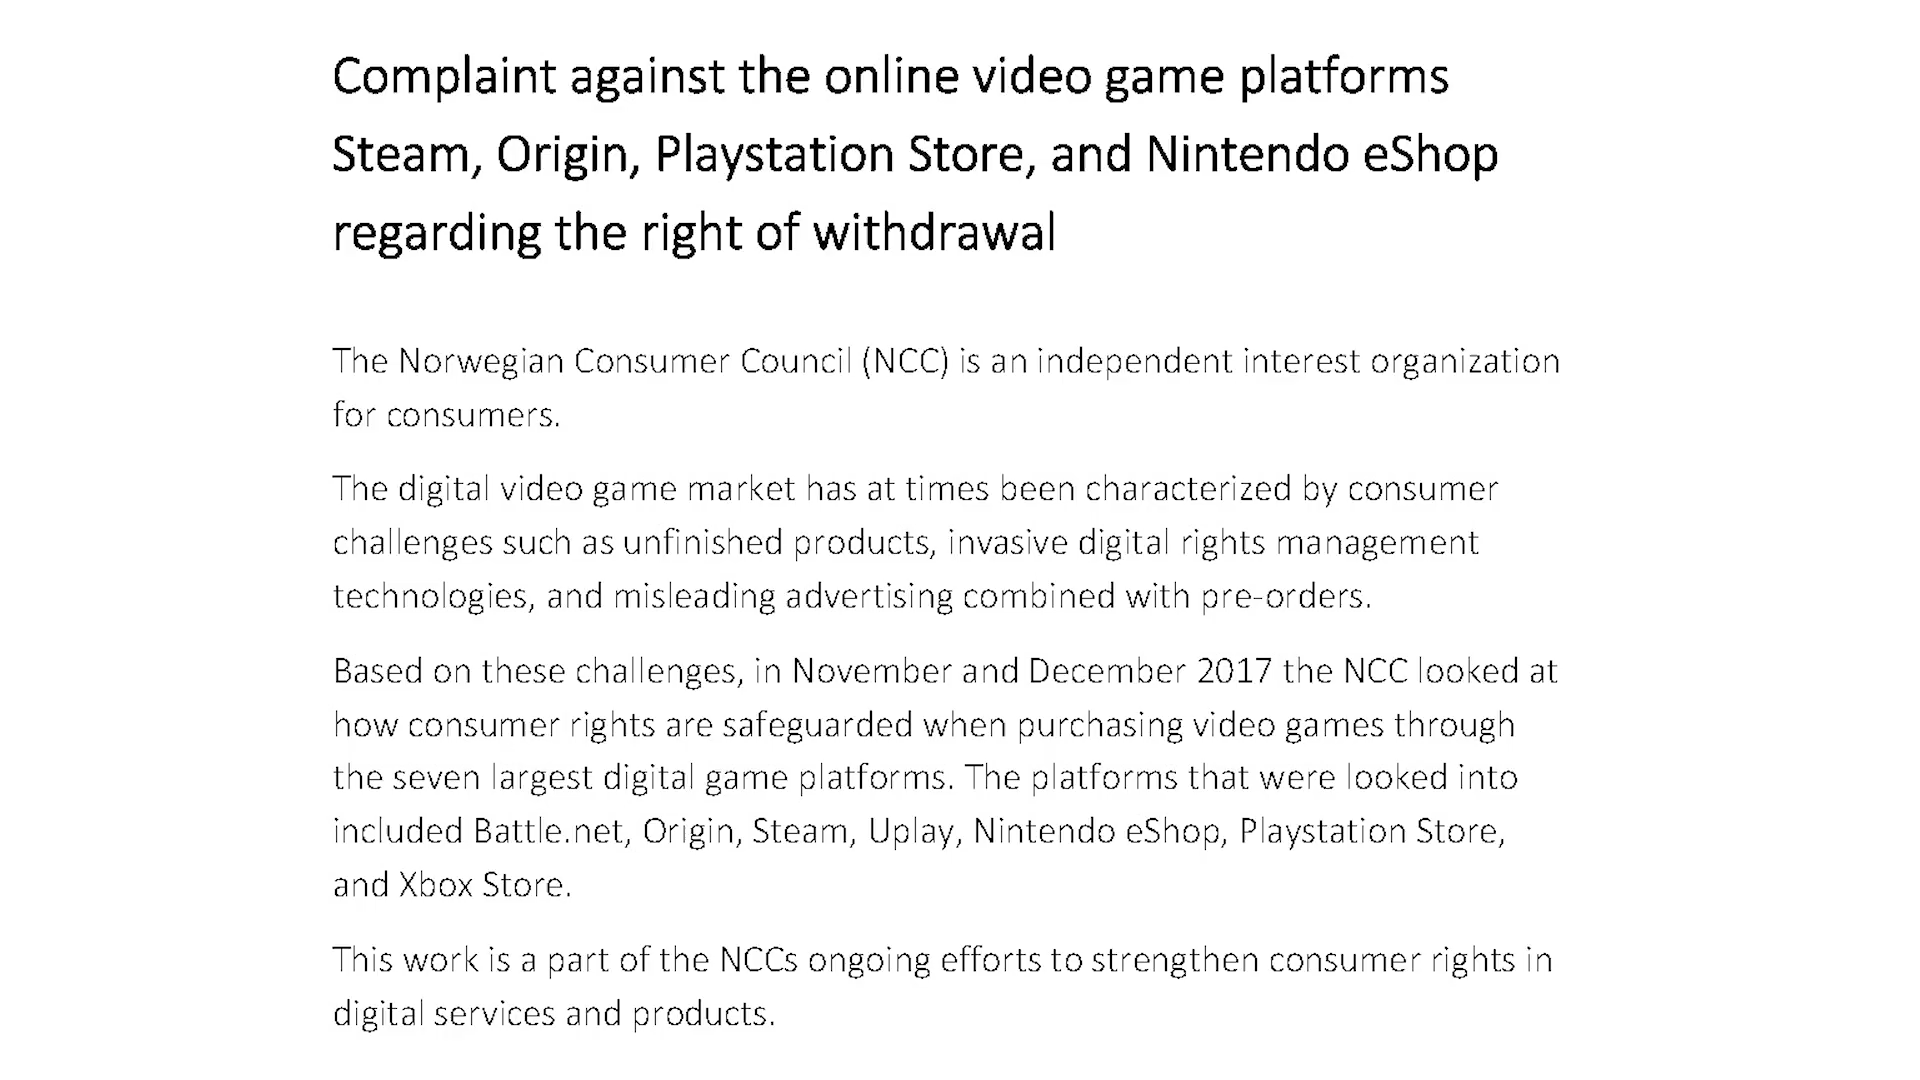 Complaint against the online video game platforms
Steam, Origin, Playstation Store, and Nintendo eShop
regarding the right of withdrawal
The Norwegian Consumer Council (NCC) is an independent interest organization
for consumers.
The digital video game market has at times been characterized by consumer
challenges such as unfinished products, invasive digital rights management
technologies, and misleading advertising combined with pre-orders.
Based on these challenges, in November and December 2017 the NCC looked at
how consumer rights are safeguarded when purchasing video games through
the seven largest digital game platforms. The platforms that were looked into
included Battle.net, Origin, Steam, Uplay, Nintendo eShop, Playstation Store,
and Xbox Store.
This work is a part of the NCCs ongoing efforts to strengthen consumer rights in
digital services and products.